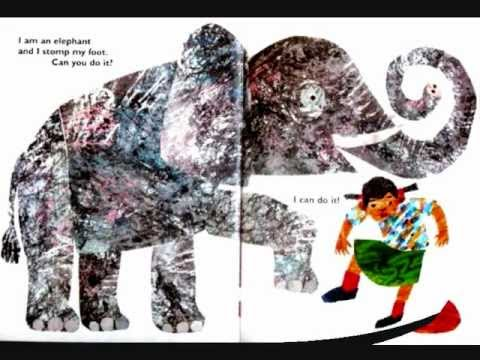 I am an elephant
and I stomp my foot.
Can you do it?
I can do it!